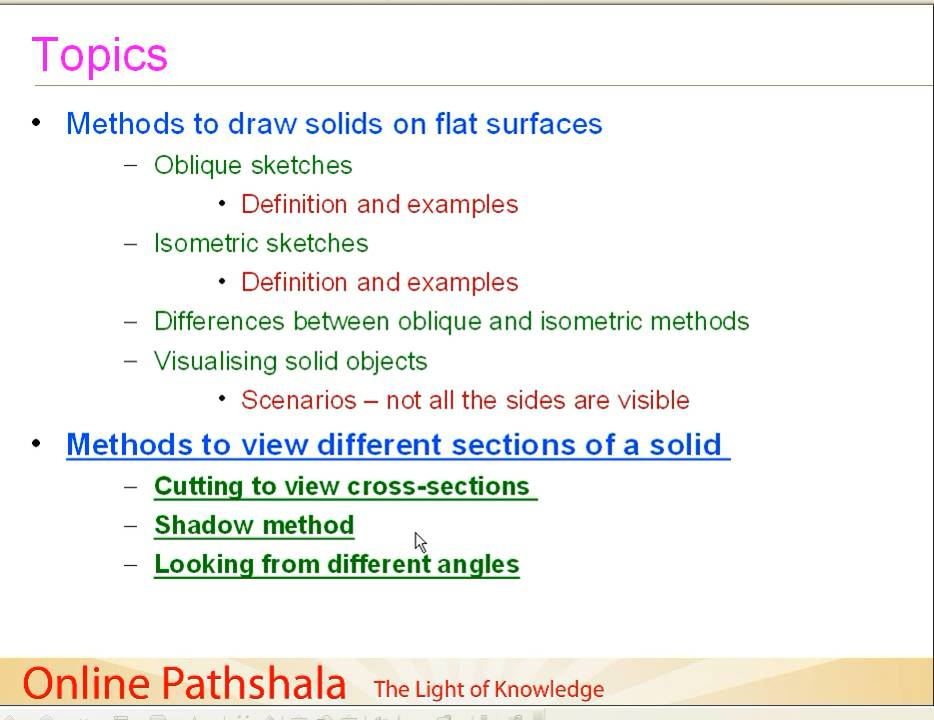 Topics
• Methods to draw solids on flat surfaces
– Oblique sketches
• Definition and examples
– Isometric sketches
• Definition and examples
– Differences between oblique and isometric methods
– Visualising solid objects
• Scenarios – not all the sides are visible
• Methods to view different sections of a solid
– Cutting to view cross-sections
– Shadow method
– Looking from different angles
Online Pathshala The Light of Knowledge